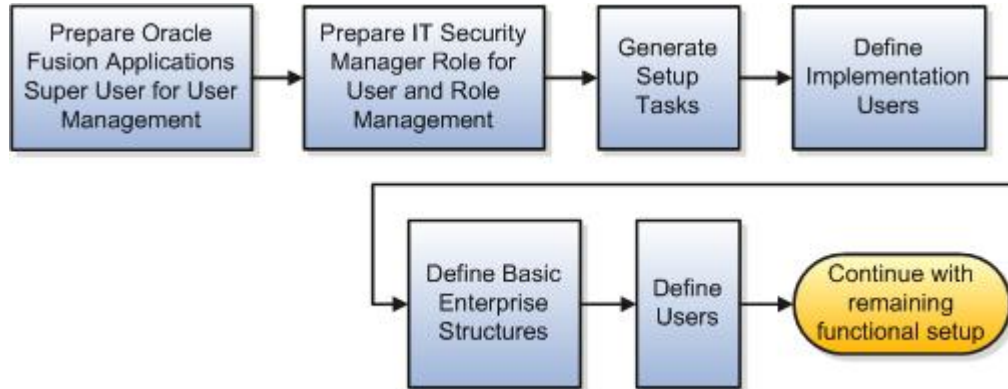 Prepare Oracle
Fusion Applications
Super User for User
Management
Prepare IT Security
Manager Role for
User and Role
Management
Generate
Setup
Tasks
Define
Implementation
Users
Define Basic
Enterprise
Structures
Define
Users
Continue with
remaining
functional setup